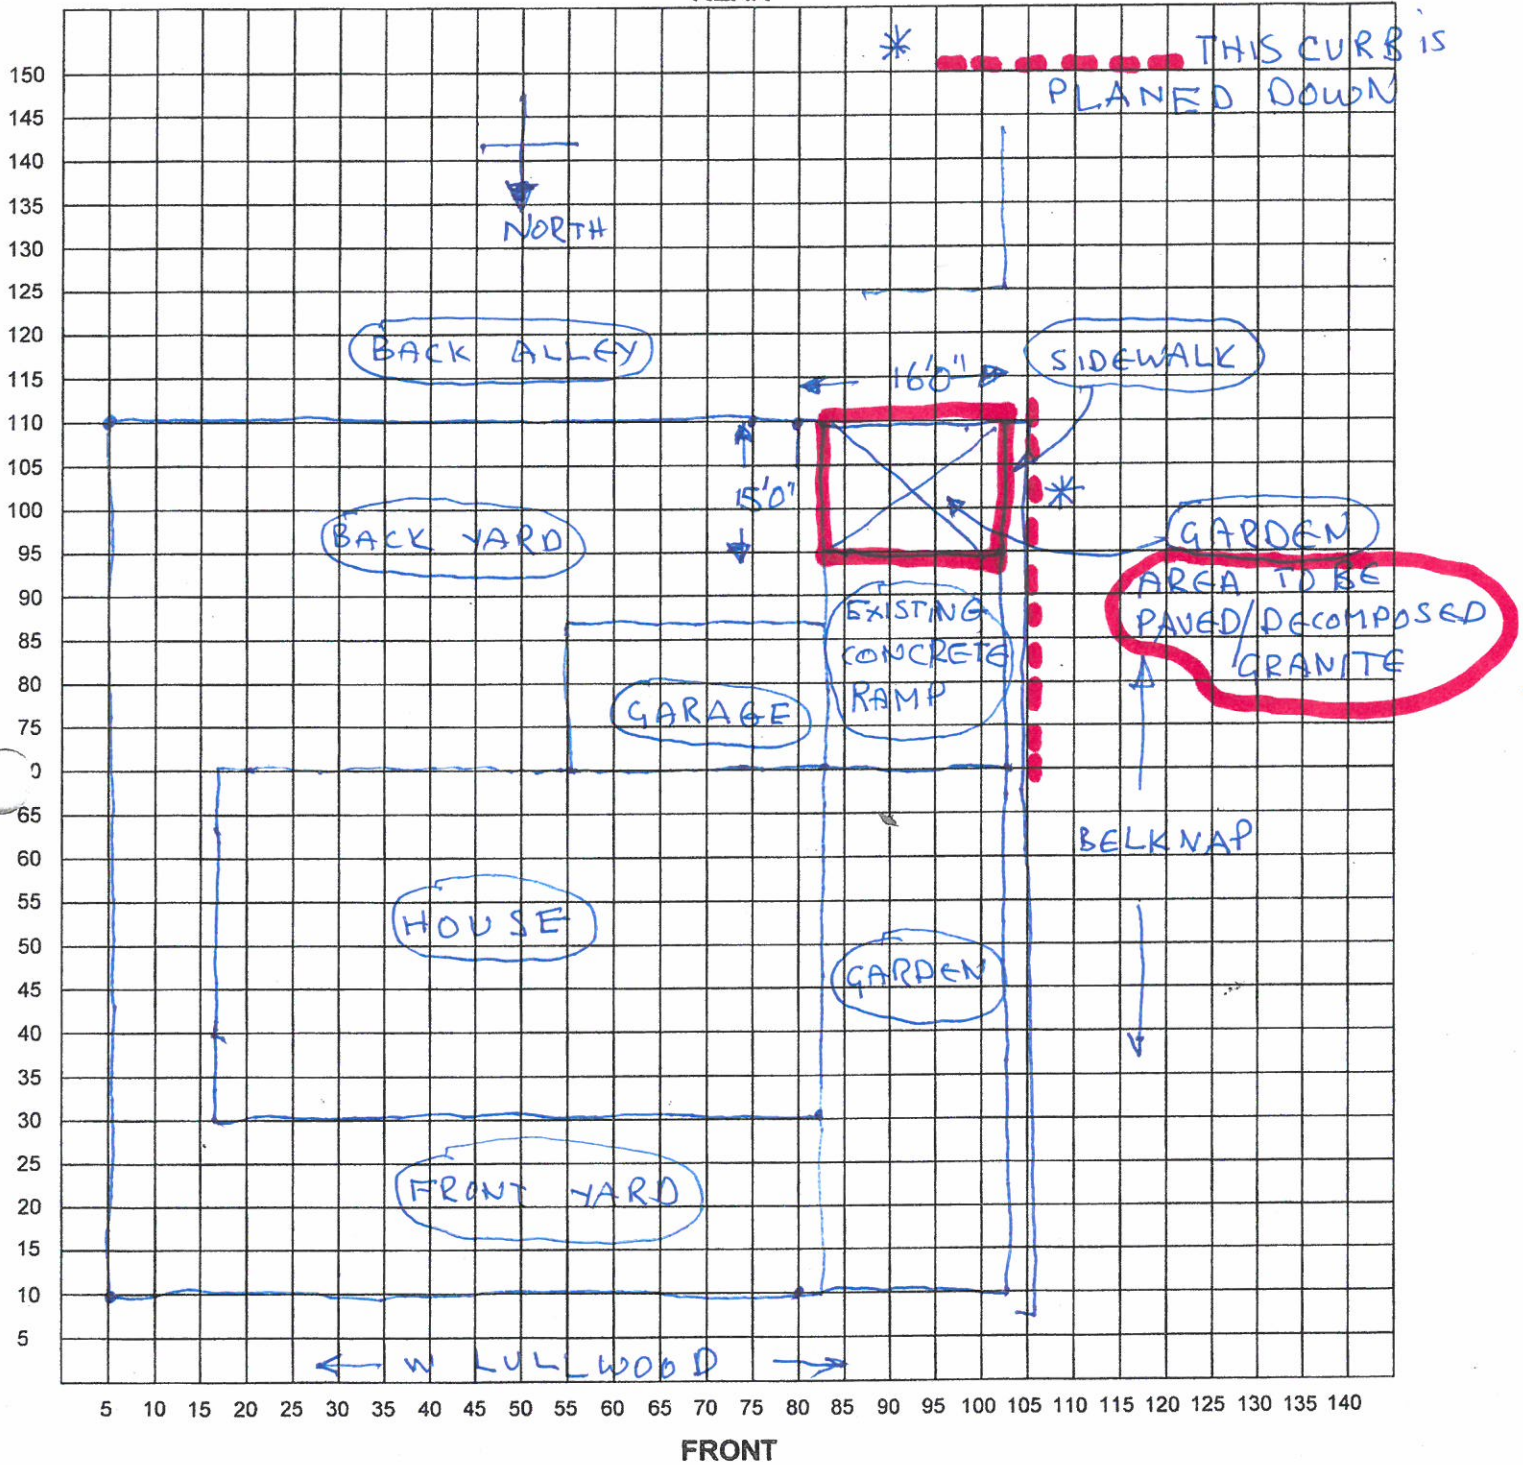 * THIS CURB is
PLANED DOWN
NORTH
BACK ALLEY
16'0"
SIDEWALK
15'0"
*
BACK YARD
GARDEN
AREA TO BE
PAVED/DECOMPOSED
GRANITE
EXISTING
CONCRETE
RAMP
GARAGE
BELKNAP
HOUSE
GARDEN
FRONT YARD
W LULLWOOD
150
145
140
135
130
125
120
115
110
105
100
95
90
85
80
75
0
65
60
55
50
45
40
35
30
25
20
15
10
5
5 10 15 20 25 30 35 40 45 50 55 60 65 70 75 80 85 90 95 100 105 110 115 120 125 130 135 140
FRONT